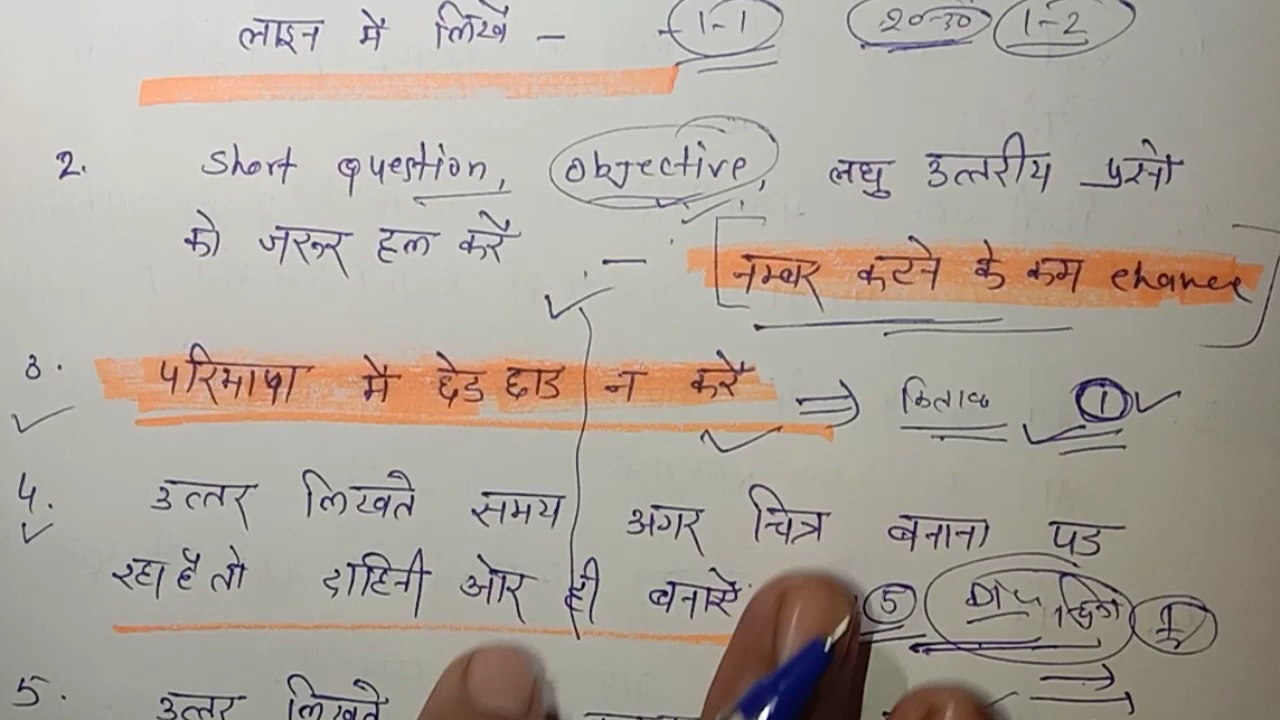 लाइन में लिखें - 1-1 20-30 1-2
2. Short question, Objective, लघु उत्तरीय प्रश्नो
को जरूर हल करें - [नम्बर कटने के कम chance]
3. परिभाषा में छेड छाड न करें ⇒ किताब 1
4. उत्तर लिखते समय अगर चित्र बनाना पड
रहा है तो दाहिनी ओर ही बनाये 5 1
5. उत्तर लिखते